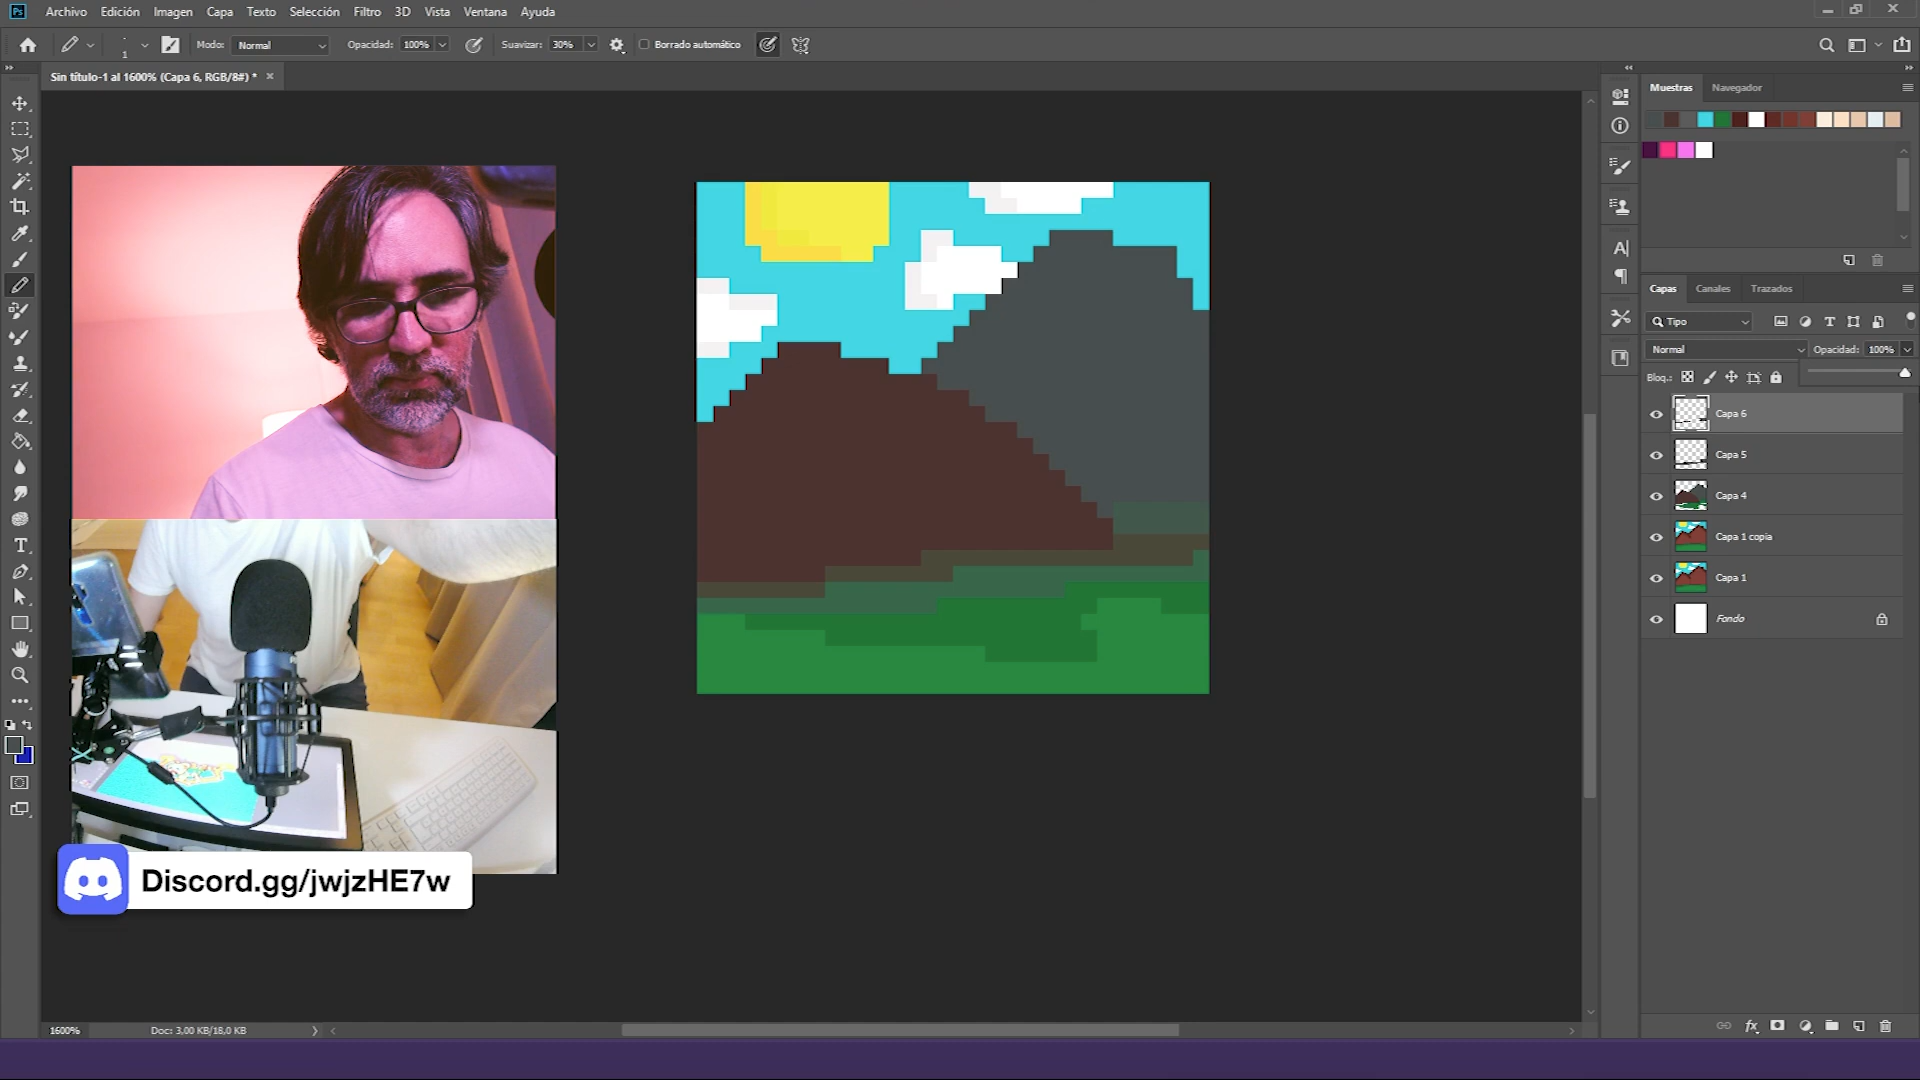 Ps Archivo Edición Imagen Capa Texto Selección Filtro 3D Vista Ventana Ayuda
1 Modo: Normal Opacidad: 100% Suavizar: 30% Borrado automático
Sin título-1 al 1600% (Capa 6, RGB/8#) * ×
Muestras Navegador
Capas Canales Trazados
Tipo
Normal Opacidad: 100%
Bloq.:
Capa 6
Capa 5
Capa 4
Capa 1 copia
Capa 1
Fondo
Discord.gg/jwjzHE7w
1600% Doc: 3,00 KB/18,0 KB